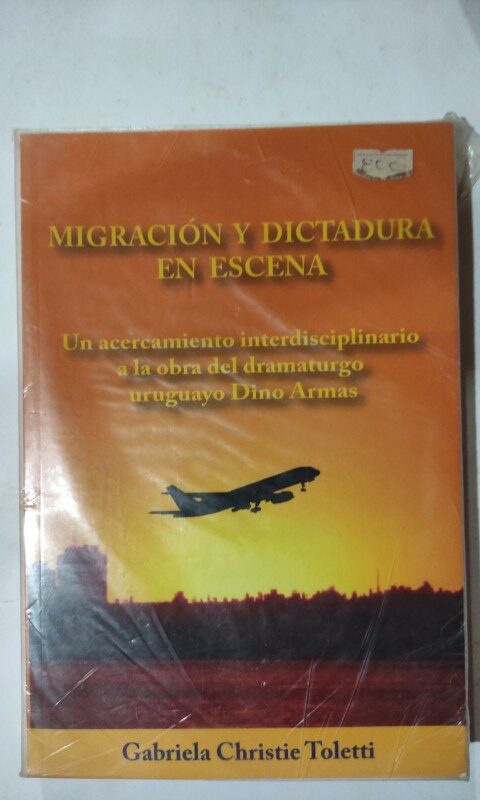 MIGRACIÓN Y DICTADURA
EN ESCENA
Un acercamiento interdisciplinario
a la obra del dramaturgo
uruguayo Dino Armas
Gabriela Christie Toletti